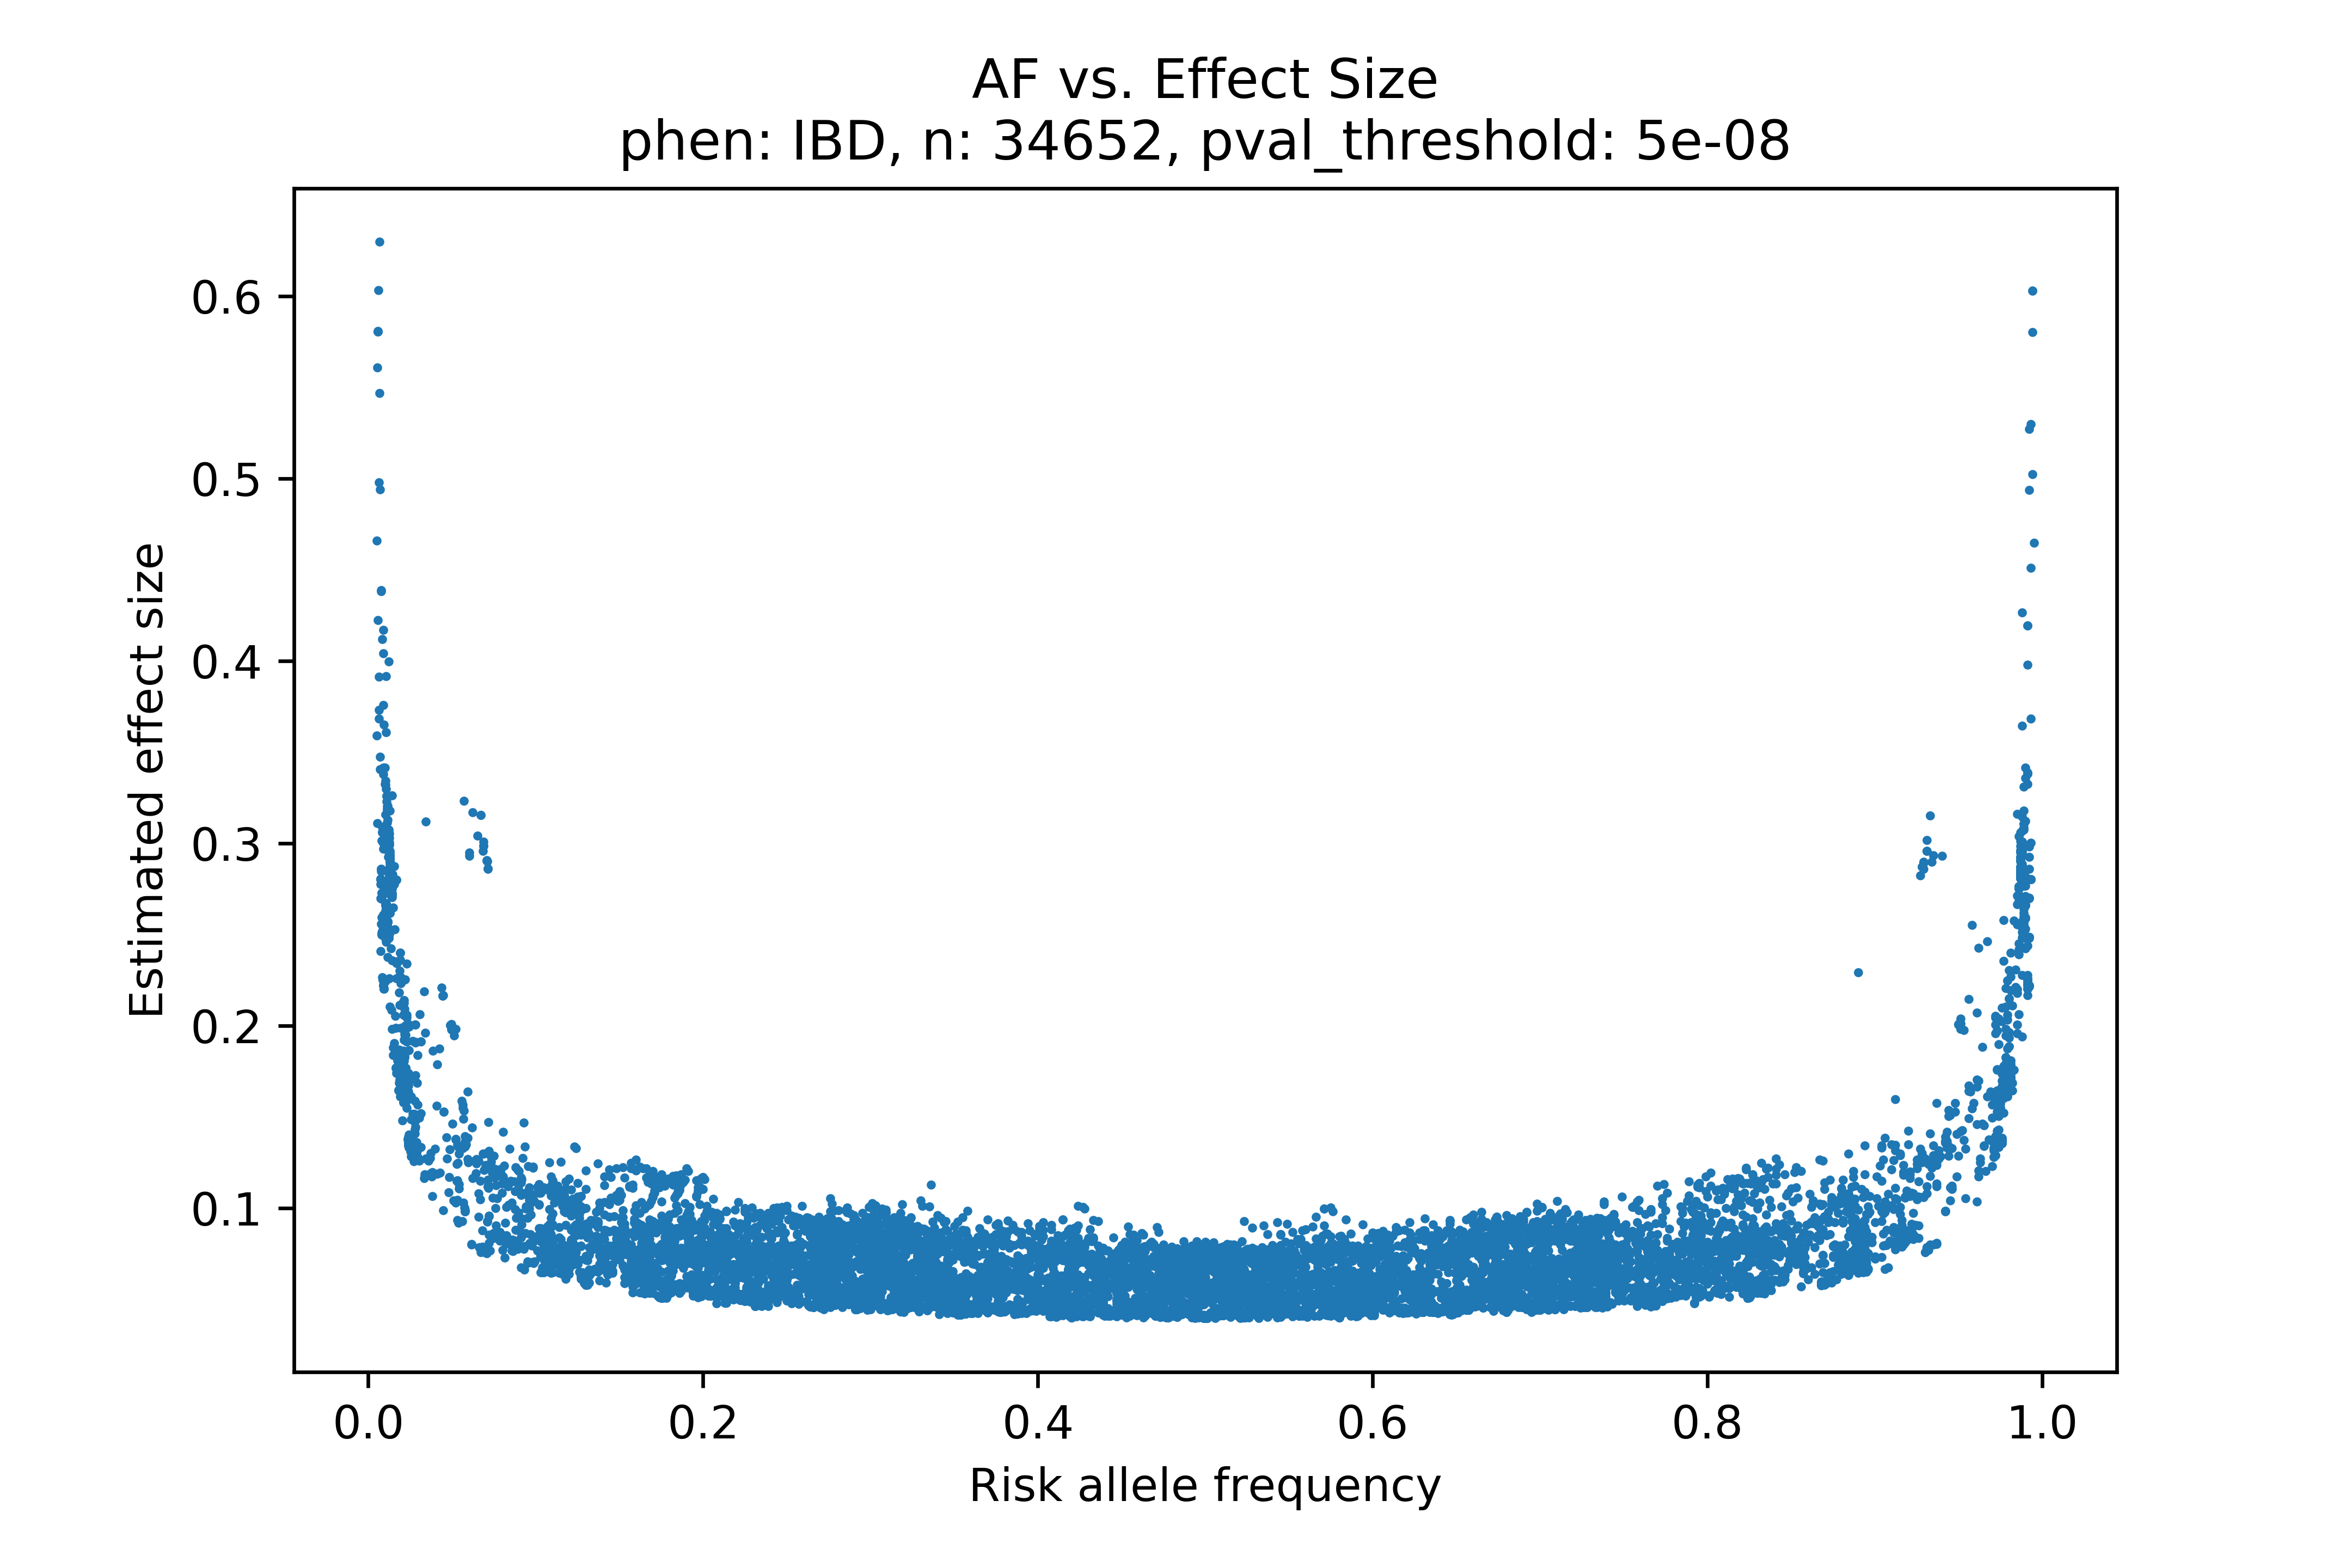 AF vs. Effect Size
phen: IBD, n: 34652, pval_threshold: 5e-08
Estimated effect size
0.6
0.5
0.4
0.3
0.2
0.1
0.0 0.2 0.4 0.6 0.8 1.0
Risk allele frequency